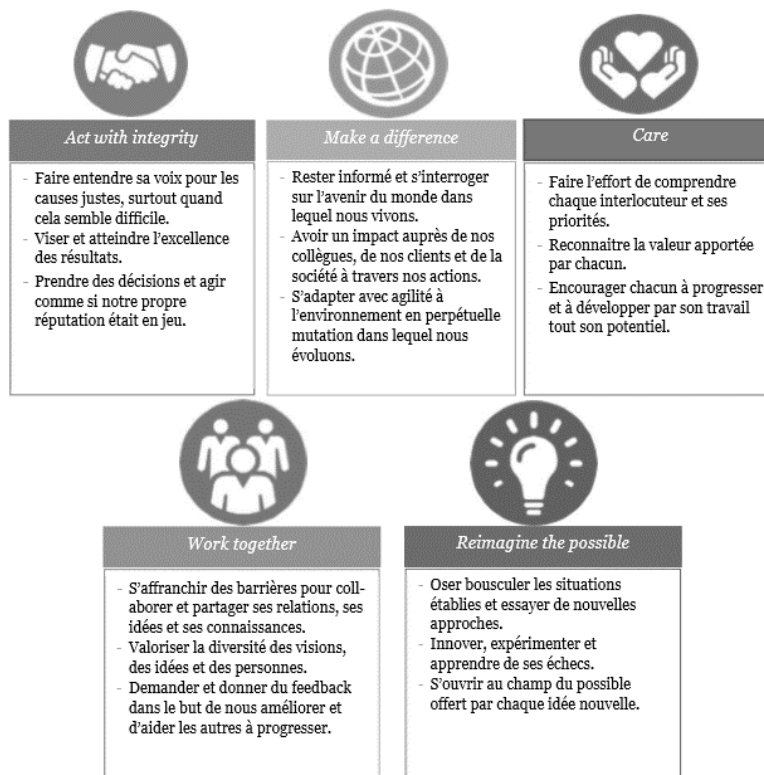 Act with integrity
- Faire entendre sa voix pour les
causes justes, surtout quand
cela semble difficile.
- Viser et atteindre l’excellence
des résultats.
- Prendre des décisions et agir
comme si notre propre
réputation était en jeu.
Make a difference
- Rester informé et s’interroger
sur l’avenir du monde dans
lequel nous vivons.
- Avoir un impact auprès de nos
collègues, de nos clients et de la
société à travers nos actions.
- S’adapter avec agilité à
l’environnement en perpétuelle
mutation dans lequel nous
évoluons.
Care
- Faire l’effort de comprendre
chaque interlocuteur et ses
priorités.
- Reconnaitre la valeur apportée
par chacun.
- Encourager chacun à progresser
et à développer par son travail
tout son potentiel.
Work together
- S’affranchir des barrières pour coll-
aborer et partager ses relations, ses
idées et ses connaissances.
- Valoriser la diversité des visions,
des idées et des personnes.
- Demander et donner du feedback
dans le but de nous améliorer et
d’aider les autres à progresser.
Reimagine the possible
- Oser bousculer les situations
établies et essayer de nouvelles
approches.
- Innover, expérimenter et
apprendre de ses échecs.
- S’ouvrir au champ du possible
offert par chaque idée nouvelle.